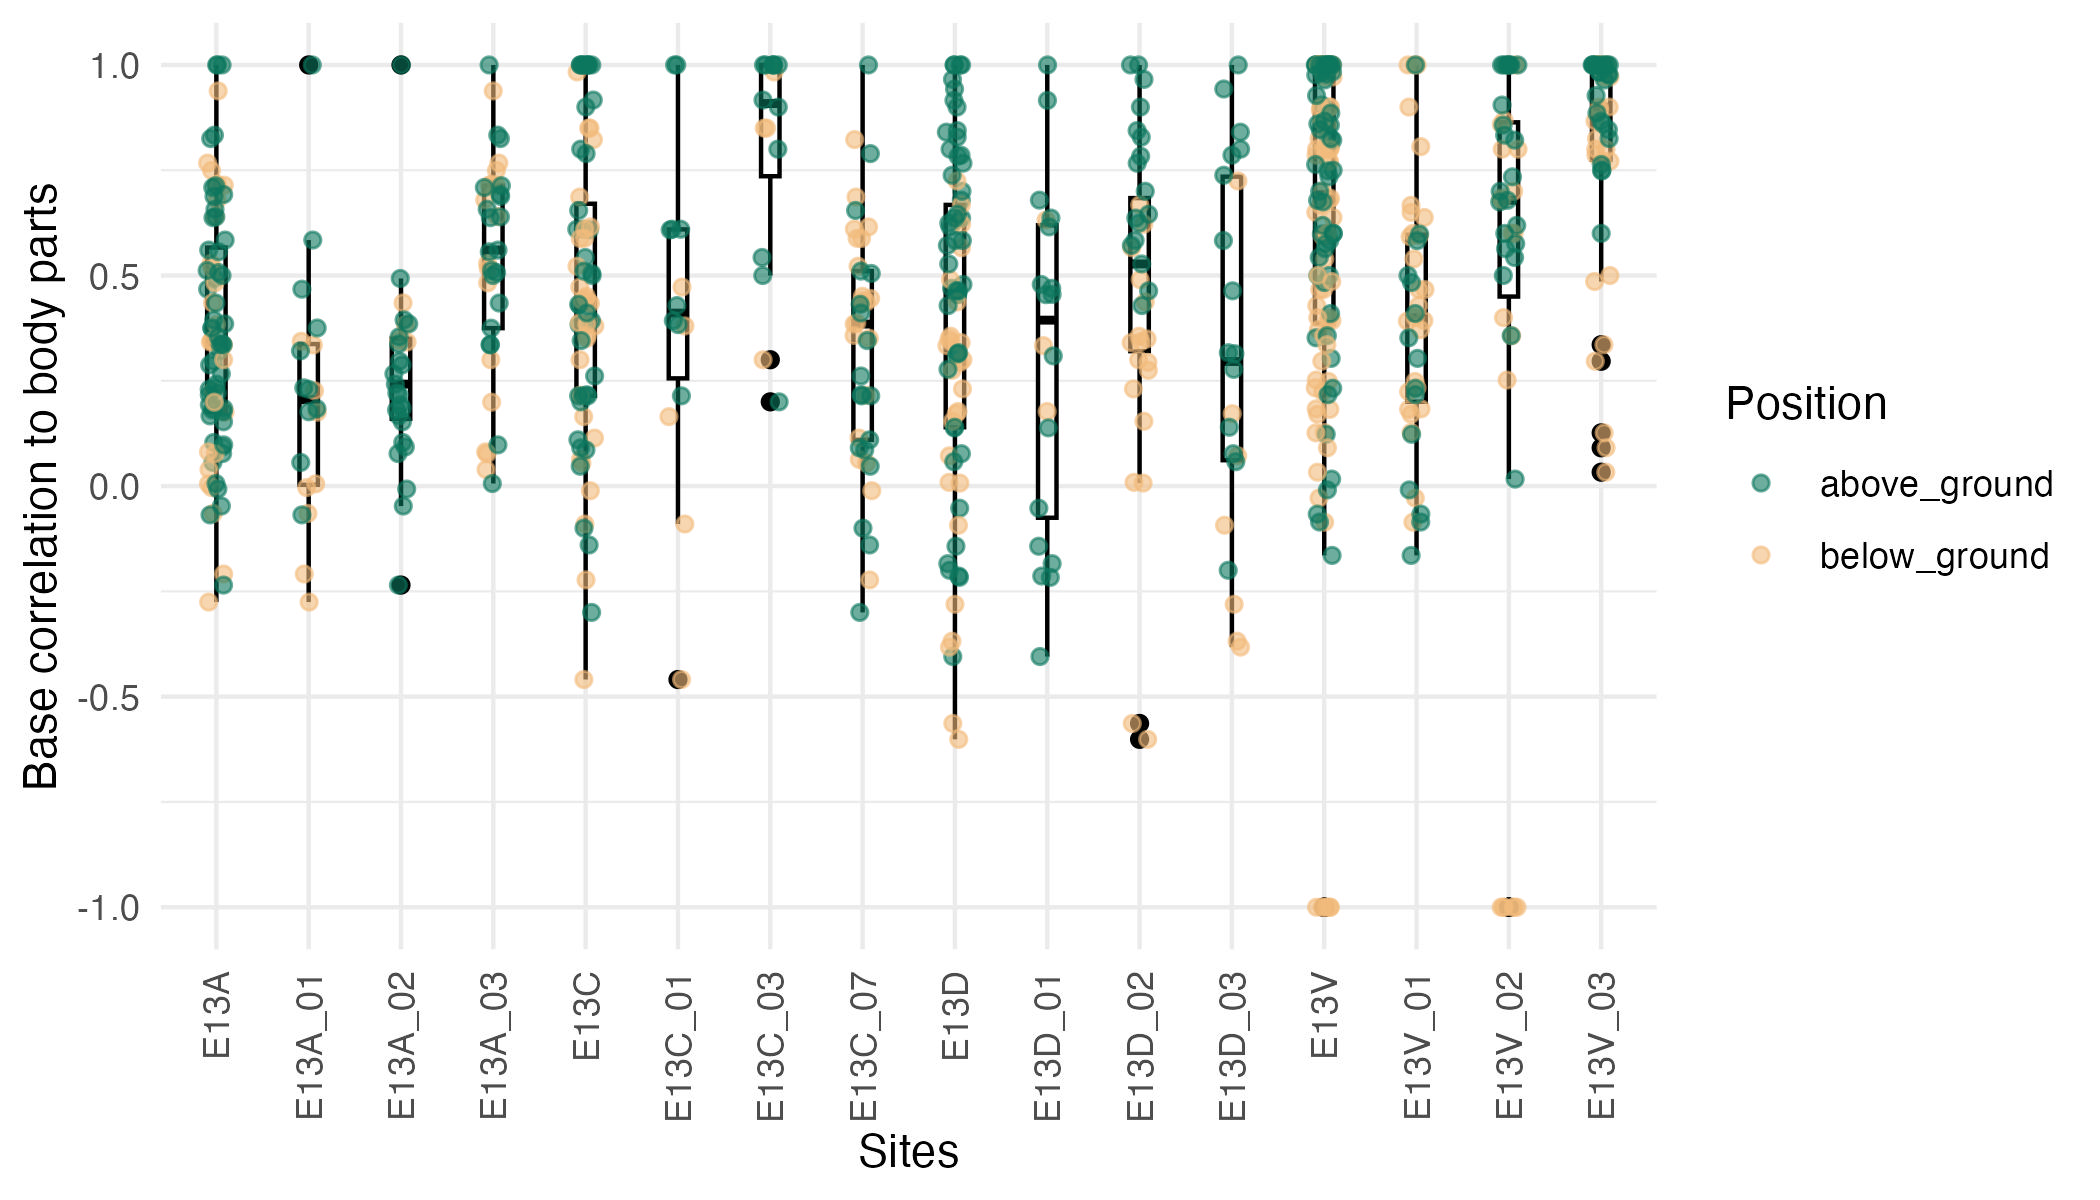 Base correlation to body parts
1.0
0.5
0.0
-0.5
-1.0
E13A
E13A_01
E13A_02
E13A_03
E13C
E13C_01
E13C_03
E13C_07
E13D
E13D_01
E13D_02
E13D_03
E13V
E13V_01
E13V_02
E13V_03
Sites
Position
above_ground
below_ground